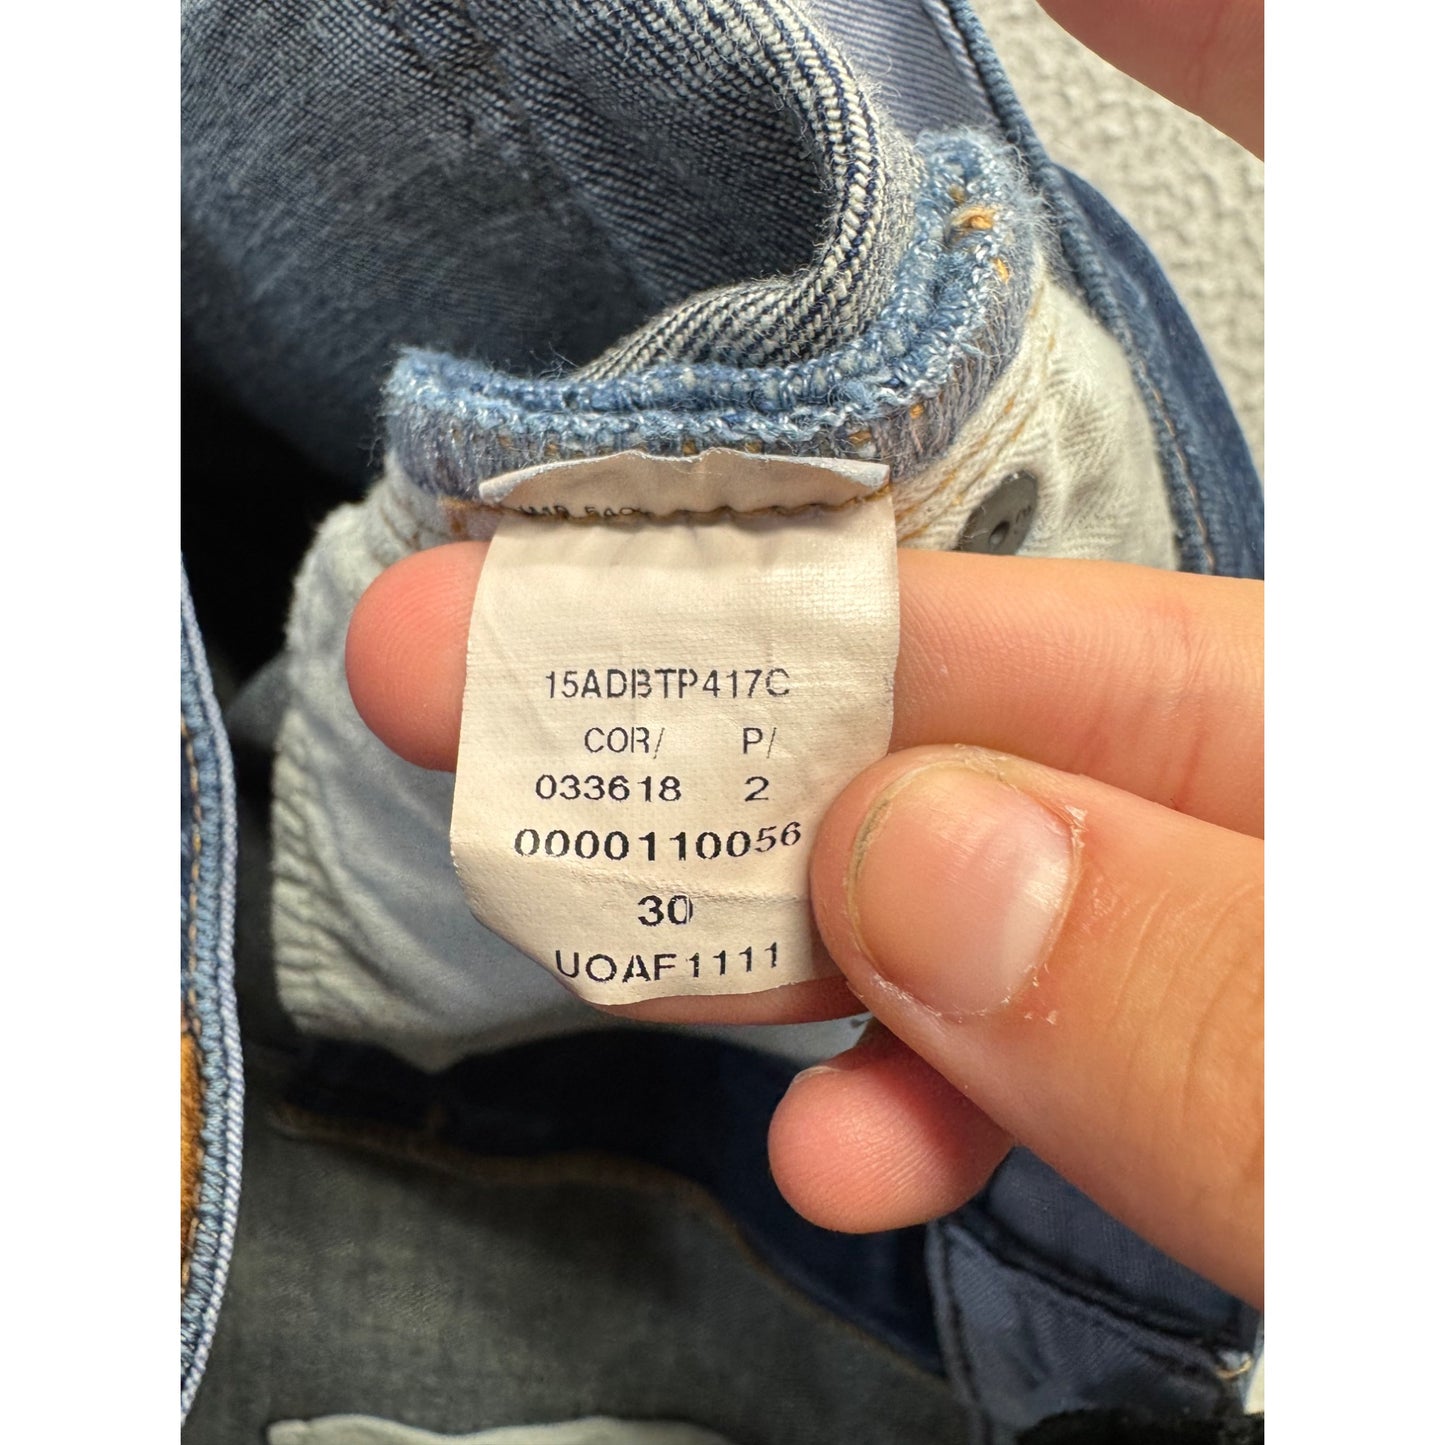 15ADBTP417C
COR/ P/
033618 2
0000110056
30
UOAF1111